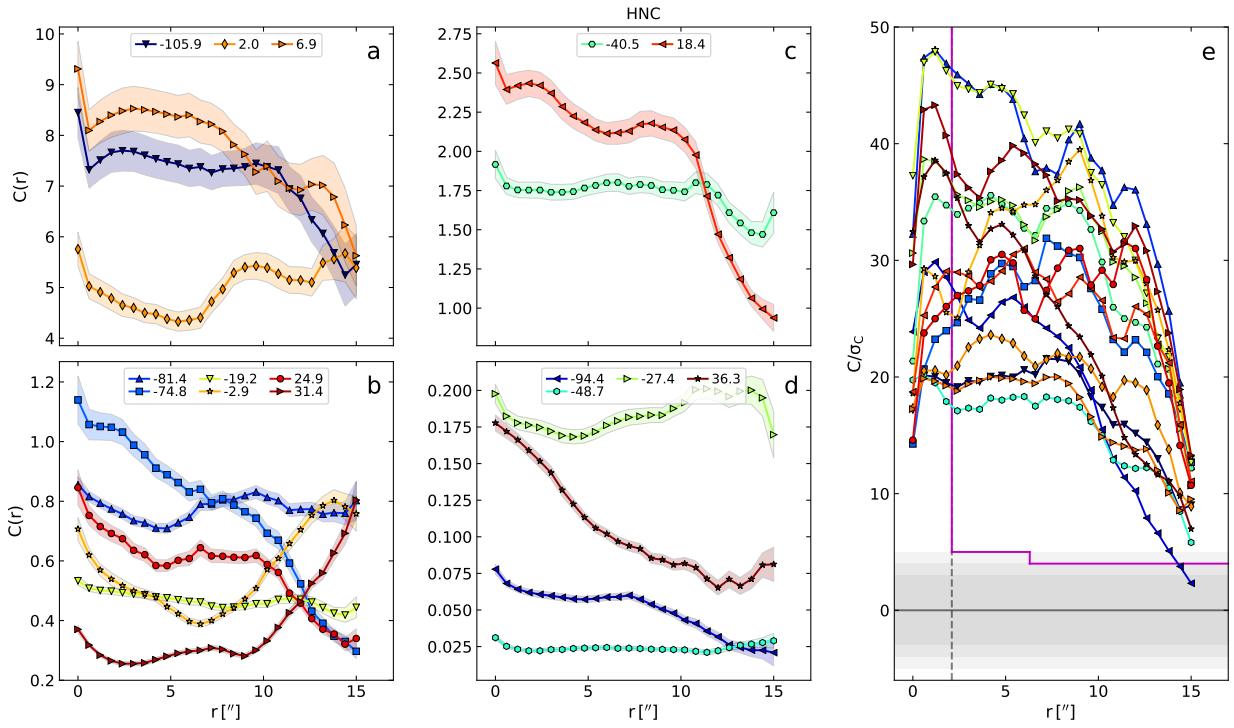 HNC
-105.9 2.0 6.9
a
10
9
8
7
6
5
4
C(r)
-40.5 18.4
c
2.75
2.50
2.25
2.00
1.75
1.50
1.25
1.00
e
50
40
30
20
10
0
C/σ_C
0 5 10 15
r ["]
-81.4 -19.2 24.9
-74.8 -2.9 31.4
b
1.2
1.0
0.8
0.6
0.4
0.2
C(r)
0 5 10 15
r ["]
-94.4 -27.4 36.3
-48.7
d
0.200
0.175
0.150
0.125
0.100
0.075
0.050
0.025
0 5 10 15
r ["]